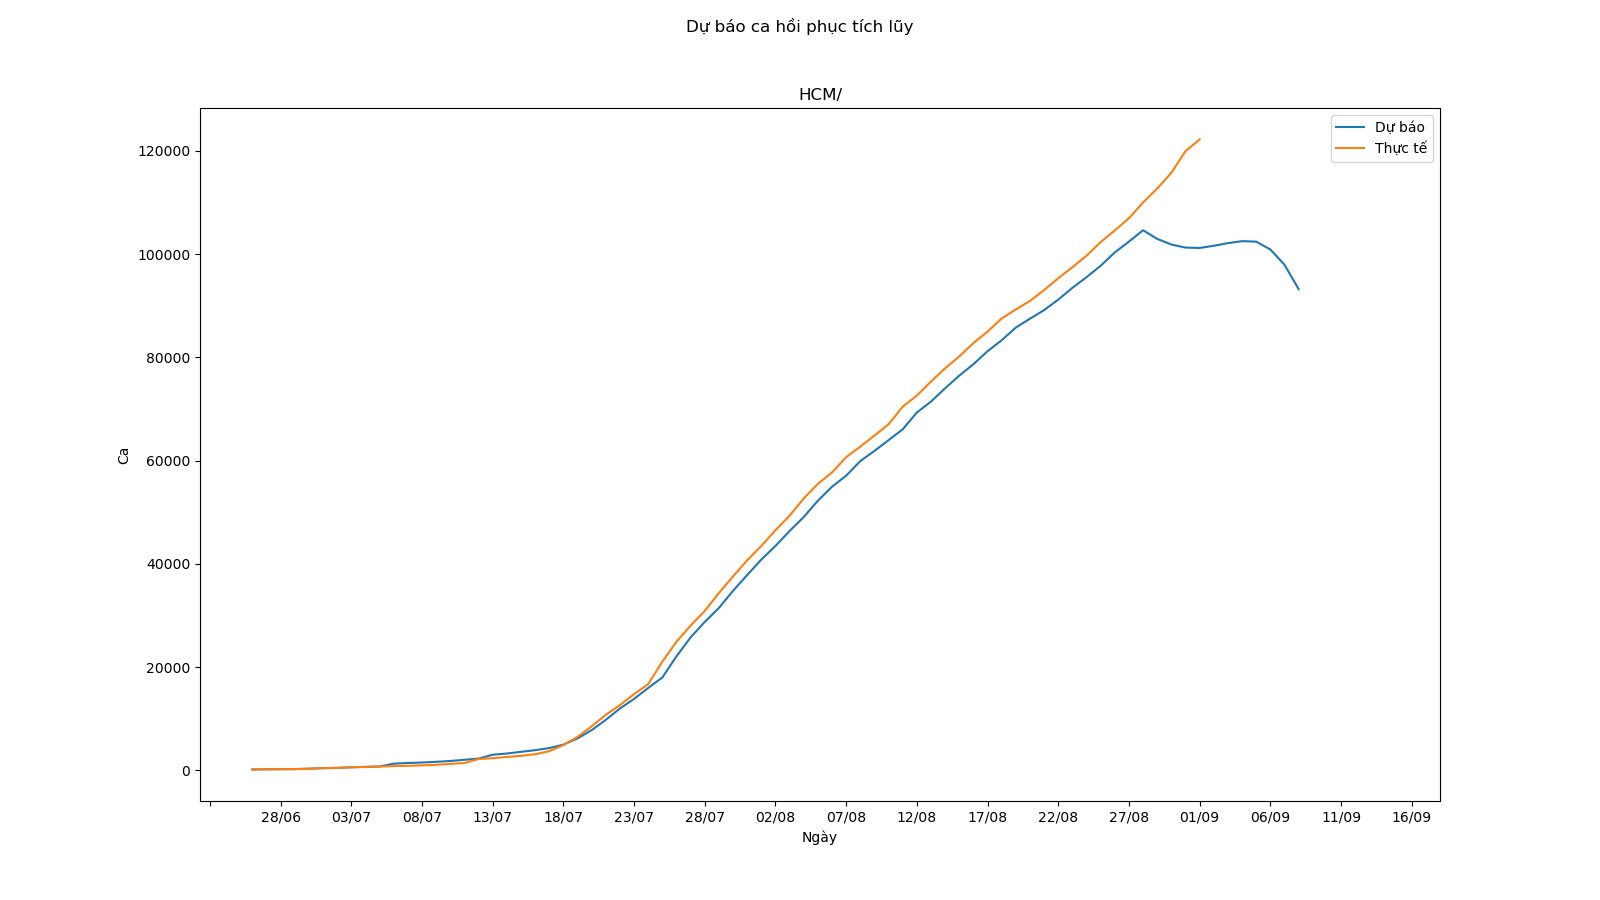 Dự báo ca hồi phục tích lũy
HCM/
Dự báo
Thực tế
120000
100000
80000
60000
40000
20000
0
Ca
28/06 03/07 08/07 13/07 18/07 23/07 28/07 02/08 07/08 12/08 17/08 22/08 27/08 01/09 06/09 11/09 16/09
Ngày